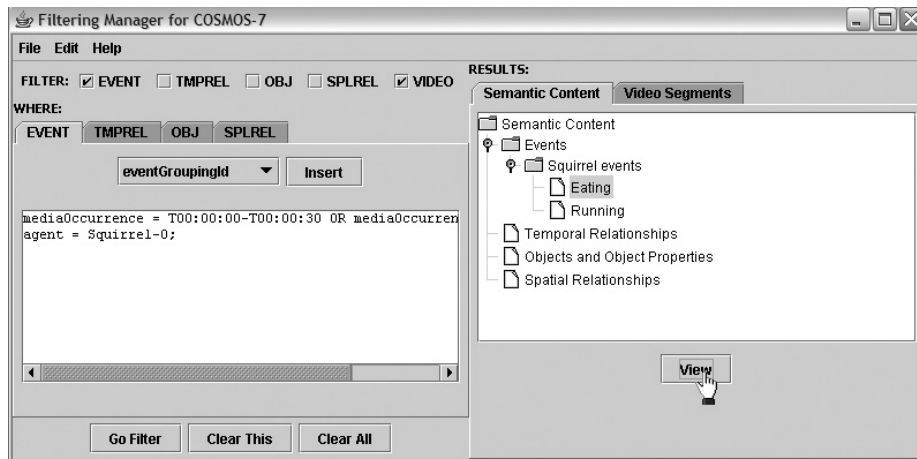 Filtering Manager for COSMOS-7
File Edit Help
FILTER: EVENT TMPREL OBJ SPLREL VIDEO
WHERE:
EVENT TMPREL OBJ SPLREL
eventGroupingId Insert
mediaOccurrence = T00:00:00-T00:00:30 OR mediaOccurren
agent = Squirrel-0;
Go Filter Clear This Clear All
RESULTS:
Semantic Content Video Segments
Semantic Content
Events
Squirrel events
Eating
Running
Temporal Relationships
Objects and Object Properties
Spatial Relationships
View